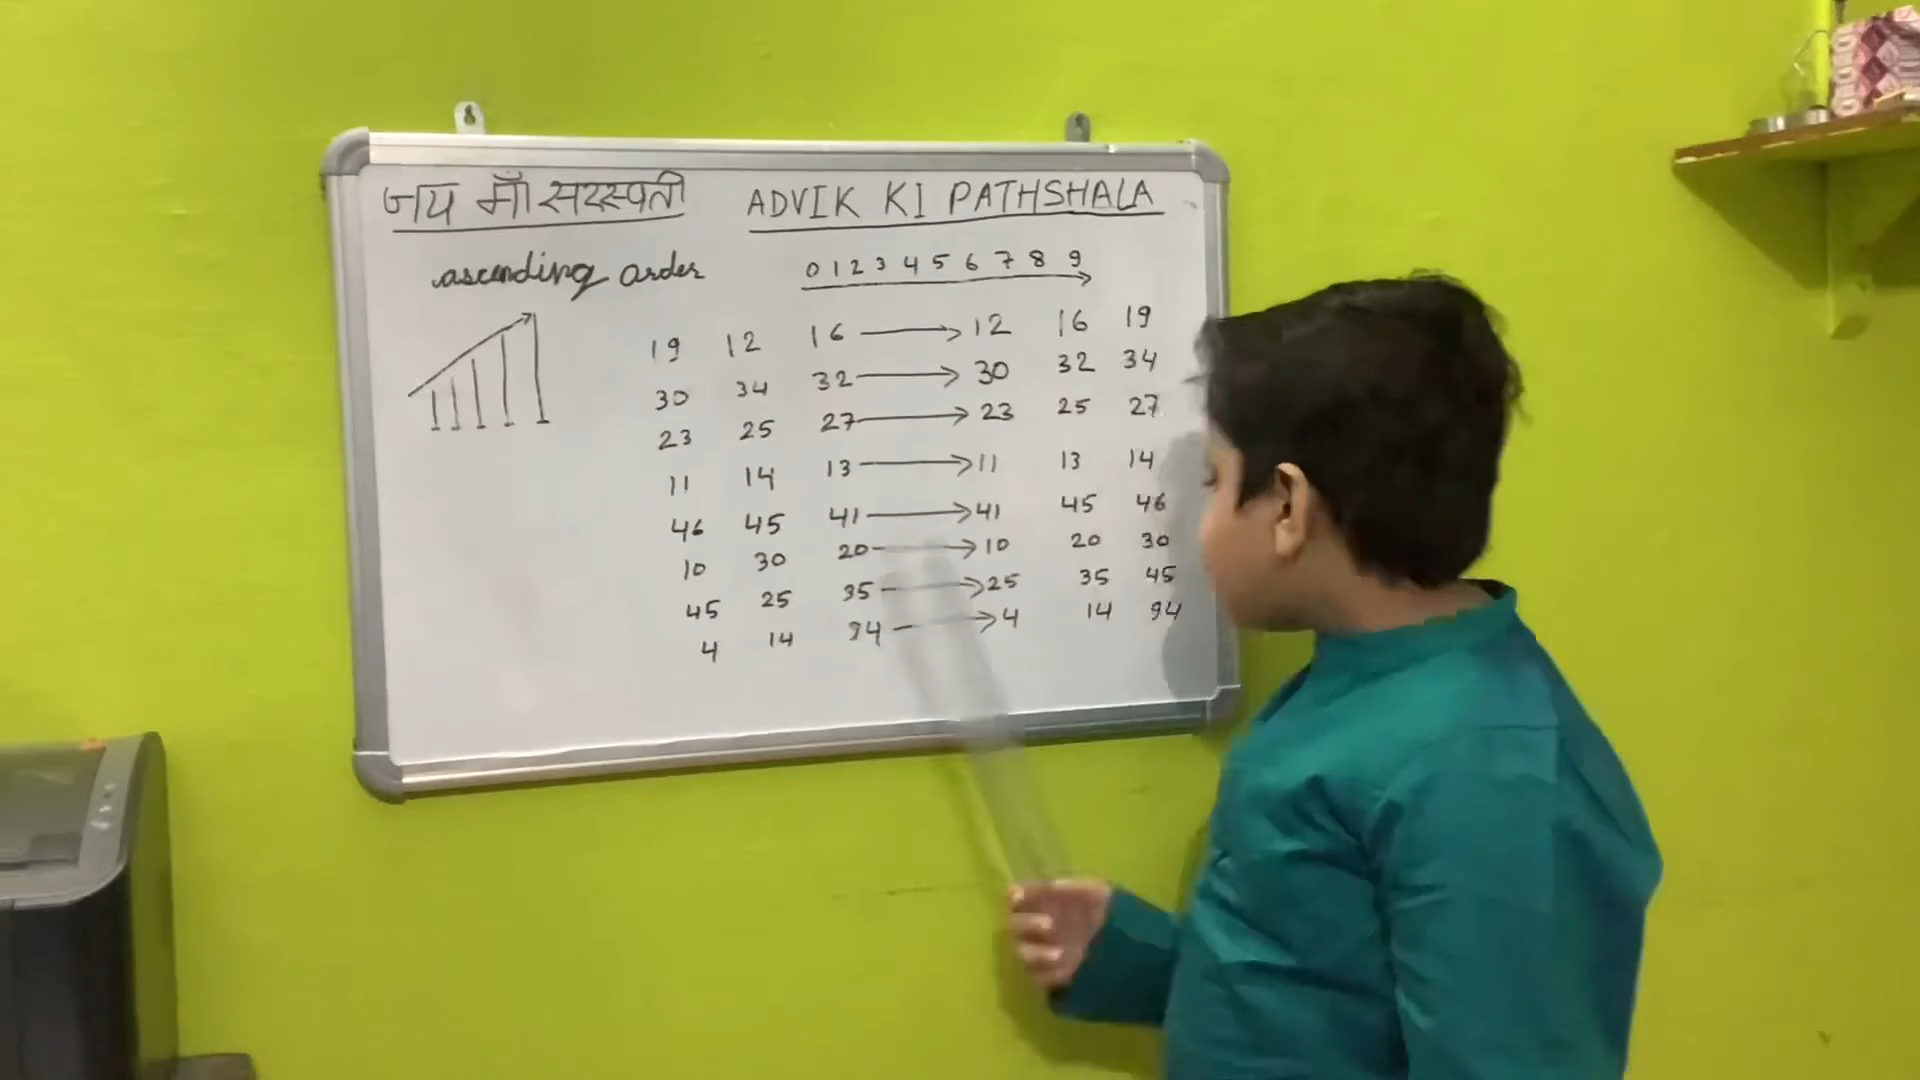 जय माँ सरस्वती ADVIK KI PATHSHALA
ascending order 0 1 2 3 4 5 6 7 8 9
19 12 16 → 12 16 19
30 34 32 → 30 32 34
23 25 27 → 23 25 27
11 14 13 → 11 13 14
46 45 41 → 41 45 46
10 30 20 → 10 20 30
45 25 35 → 25 35 45
4 14 94 → 4 14 94